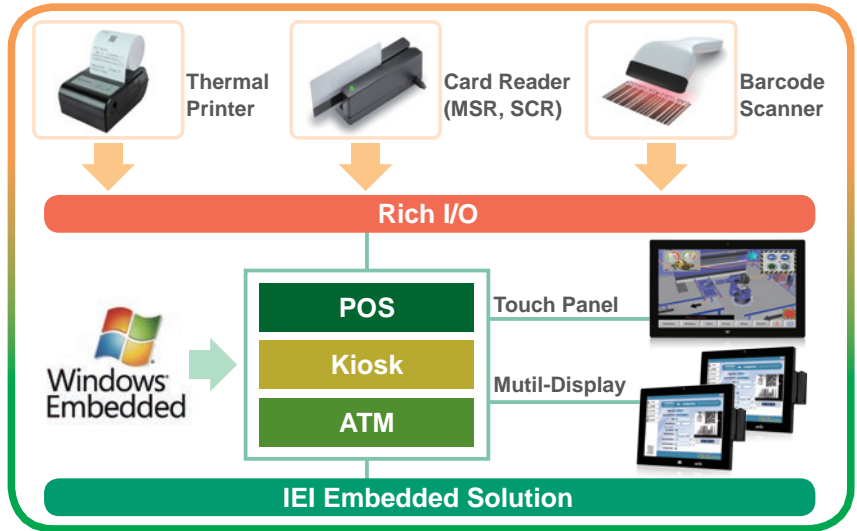 Thermal
Printer
Card Reader
(MSR, SCR)
Barcode
Scanner
Rich I/O
POS
Kiosk
ATM
Touch Panel
Mutil-Display
Windows
Embedded
IEI Embedded Solution